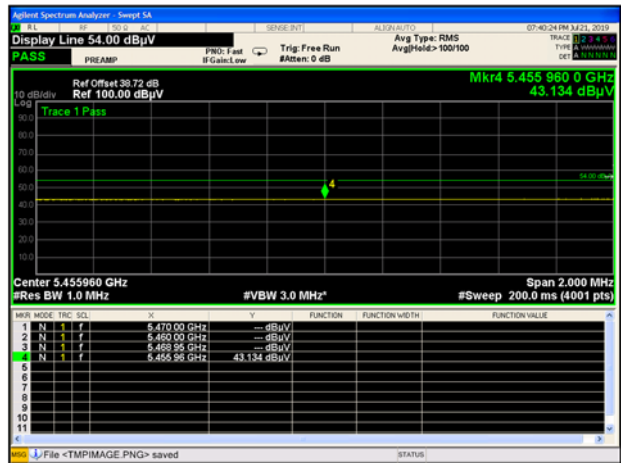 Agilent Spectrum Analyzer - Swept SA
RL RF 50 Ω AC SENSE:INT ALIGN AUTO 07:40:24 PM Jul 21, 2019
Display Line 54.00 dBµV Avg Type: RMS TRACE 1 2 3 4 5 6
PNO: Fast Trig: Free Run Avg|Hold:>100/100 TYPE A WWWWW
PASS PREAMP IFGain:Low #Atten: 0 dB DET A N N N N N
Mkr4 5.455 960 0 GHz
Ref Offset 38.72 dB
10 dB/div Ref 100.00 dBµV 43.134 dBµV
Log
Trace 1 Pass
90.0
80.0
70.0
60.0
54.00 dBµV
4
50.0
40.0
30.0
20.0
10.0
Center 5.455960 GHz Span 2.000 MHz
#Res BW 1.0 MHz #VBW 3.0 MHz* #Sweep 200.0 ms (4001 pts)
MKR MODE TRC SCL X Y FUNCTION FUNCTION WIDTH FUNCTION VALUE
1 N 1 f 5.470 00 GHz --- dBµV
2 N 1 f 5.460 00 GHz --- dBµV
3 N 1 f 5.468 95 GHz --- dBµV
4 N 1 f 5.455 96 GHz 43.134 dBµV
5
6
7
8
9
10
11
MSG File <TMPIMAGE.PNG> saved STATUS